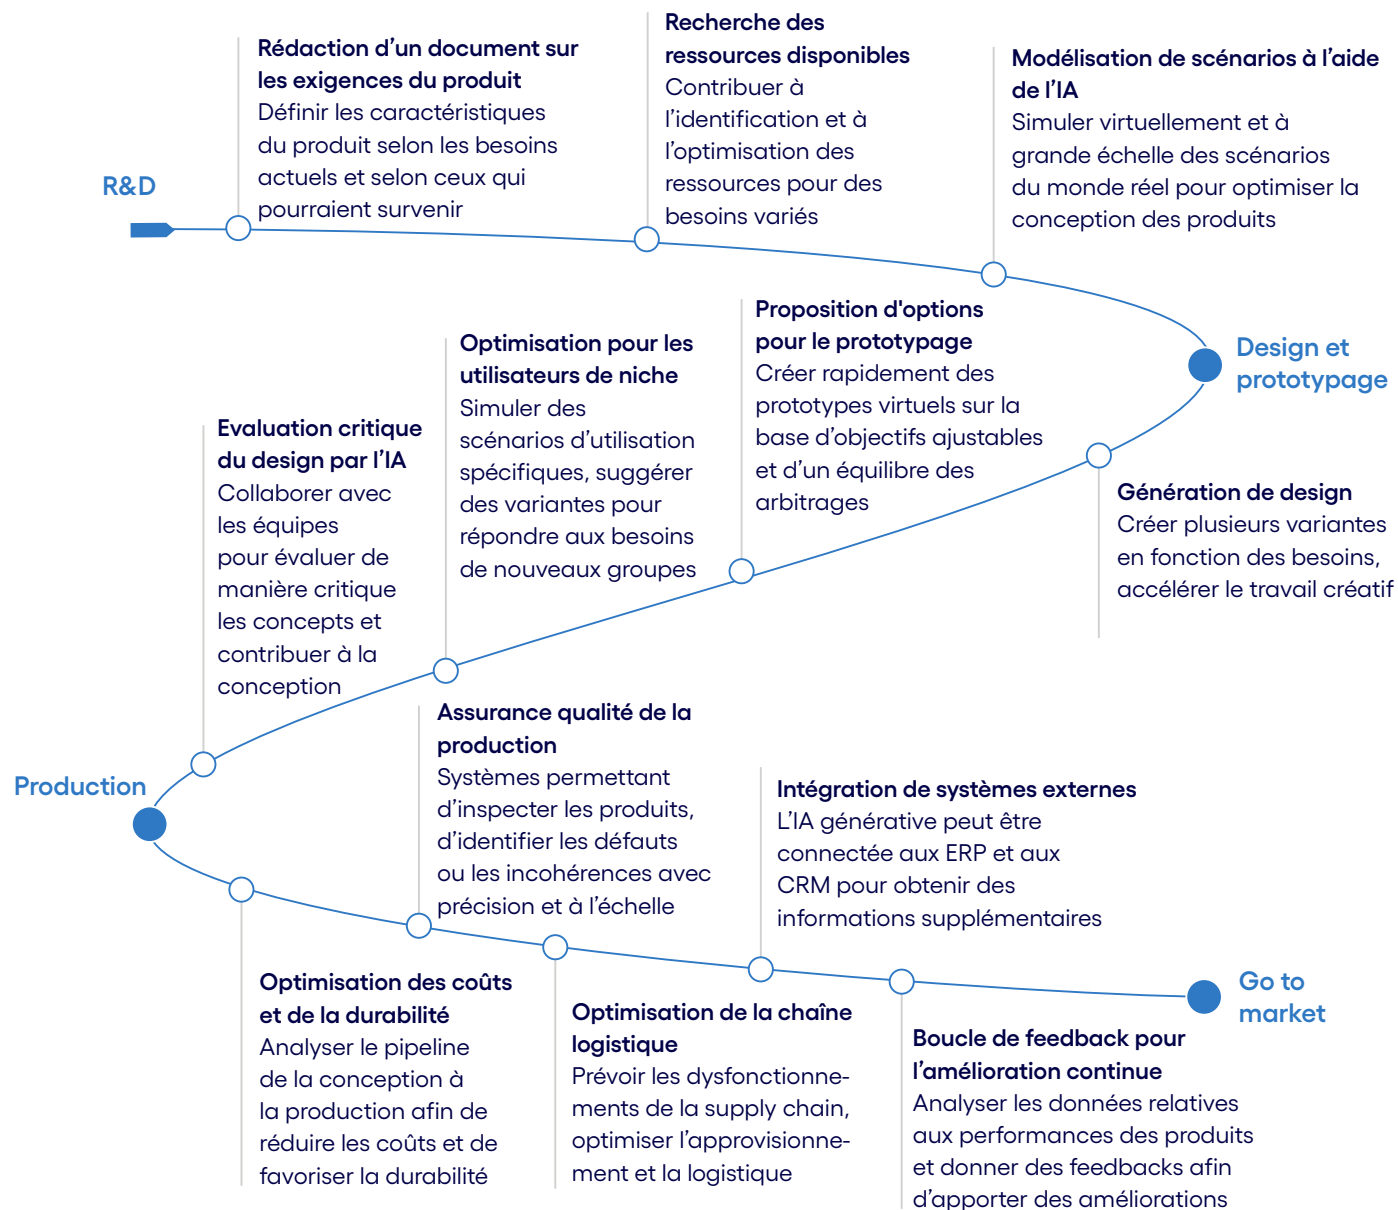 R&D
Rédaction d’un document sur
les exigences du produit
Définir les caractéristiques
du produit selon les besoins
actuels et selon ceux qui
pourraient survenir
Recherche des
ressources disponibles
Contribuer à
l’identification et à
l’optimisation des
ressources pour des
besoins variés
Modélisation de scénarios à l’aide
de l’IA
Simuler virtuellement et à
grande échelle des scénarios
du monde réel pour optimiser la
conception des produits
Design et
prototypage
Génération de design
Créer plusieurs variantes
en fonction des besoins,
accélérer le travail créatif
Proposition d'options
pour le prototypage
Créer rapidement des
prototypes virtuels sur la
base d’objectifs ajustables
et d’un équilibre des
arbitrages
Optimisation pour les
utilisateurs de niche
Simuler des
scénarios d’utilisation
spécifiques, suggérer
des variantes pour
répondre aux besoins
de nouveaux groupes
Evaluation critique
du design par l’IA
Collaborer avec
les équipes
pour évaluer de
manière critique
les concepts et
contribuer à la
conception
Production
Optimisation des coûts
et de la durabilité
Analyser le pipeline
de la conception à
la production afin de
réduire les coûts et de
favoriser la durabilité
Assurance qualité de la
production
Systèmes permettant
d’inspecter les produits,
d’identifier les défauts
ou les incohérences avec
précision et à l’échelle
Optimisation de la chaîne
logistique
Prévoir les dysfonctionne-
ments de la supply chain,
optimiser l’approvisionne-
ment et la logistique
Intégration de systèmes externes
L’IA générative peut être
connectée aux ERP et aux
CRM pour obtenir des
informations supplémentaires
Boucle de feedback pour
l’amélioration continue
Analyser les données relatives
aux performances des produits
et donner des feedbacks afin
d’apporter des améliorations
Go to
market